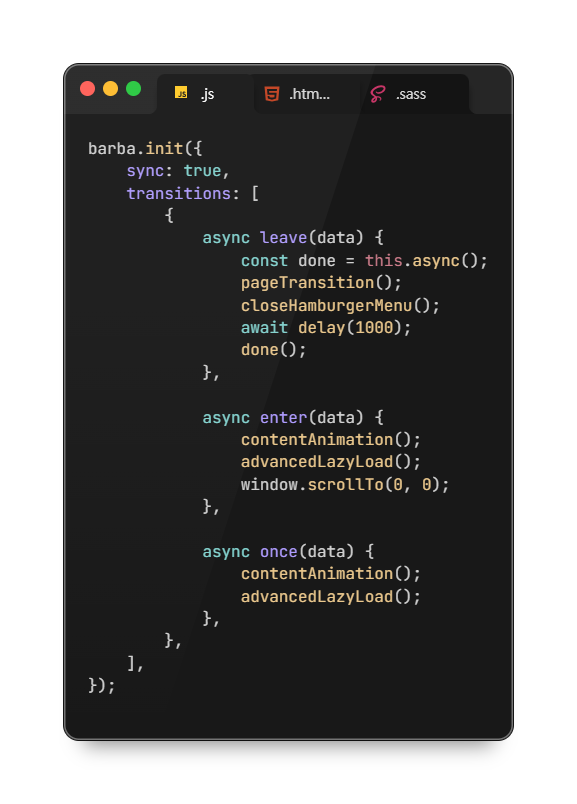 JS .js .htm... .sass
barba.init({
    sync: true,
    transitions: [
        {
            async leave(data) {
                const done = this.async();
                pageTransition();
                closeHamburgerMenu();
                await delay(1000);
                done();
            },

            async enter(data) {
                contentAnimation();
                advancedLazyLoad();
                window.scrollTo(0, 0);
            },

            async once(data) {
                contentAnimation();
                advancedLazyLoad();
            },
        },
    ],
});